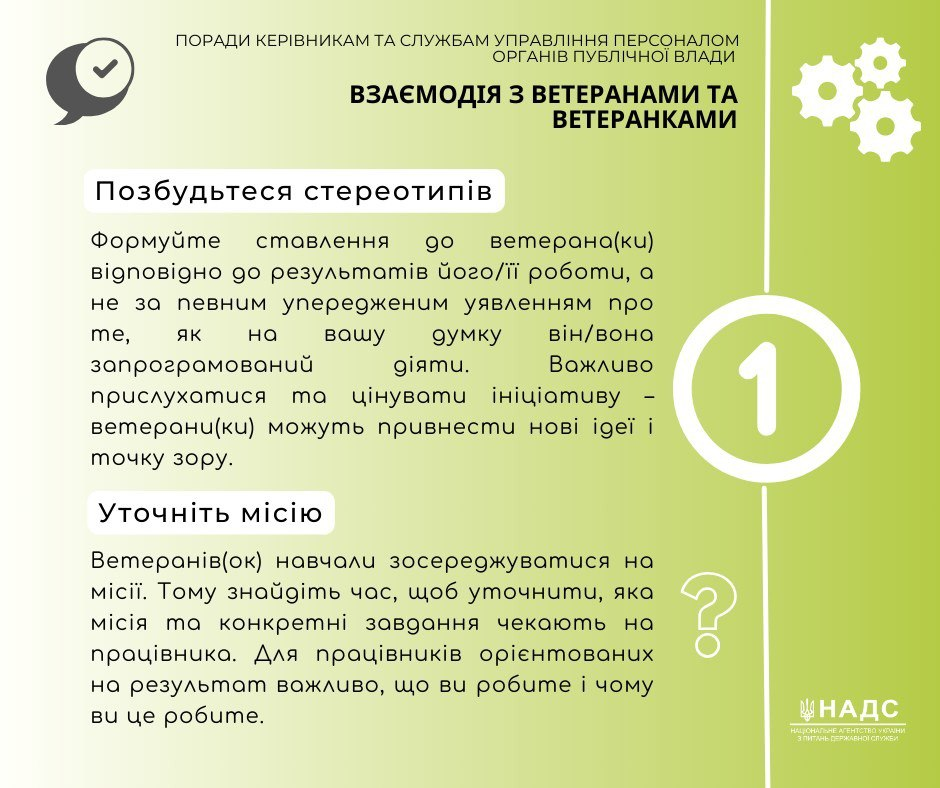 ПОРАДИ КЕРІВНИКАМ ТА СЛУЖБАМ УПРАВЛІННЯ ПЕРСОНАЛОМ
ОРГАНІВ ПУБЛІЧНОЇ ВЛАДИ
ВЗАЄМОДІЯ З ВЕТЕРАНАМИ ТА
ВЕТЕРАНКАМИ
Позбудьтеся стереотипів
Формуйте ставлення до ветерана(ки)
відповідно до результатів його/її роботи, а
не за певним упередженим уявленням про
те, як на вашу думку він/вона
запрограмований діяти. Важливо
прислухатися та цінувати ініціативу –
ветерани(ки) можуть привнести нові ідеї і
точку зору.
1
Уточніть місію
Ветеранів(ок) навчали зосереджуватися на
місії. Тому знайдіть час, щоб уточнити, яка
місія та конкретні завдання чекають на
працівника. Для працівників орієнтованих
на результат важливо, що ви робите і чому
ви це робите.
?
НАДС
НАЦІОНАЛЬНЕ АГЕНТСТВО УКРАЇНИ
З ПИТАНЬ ДЕРЖАВНОЇ СЛУЖБИ